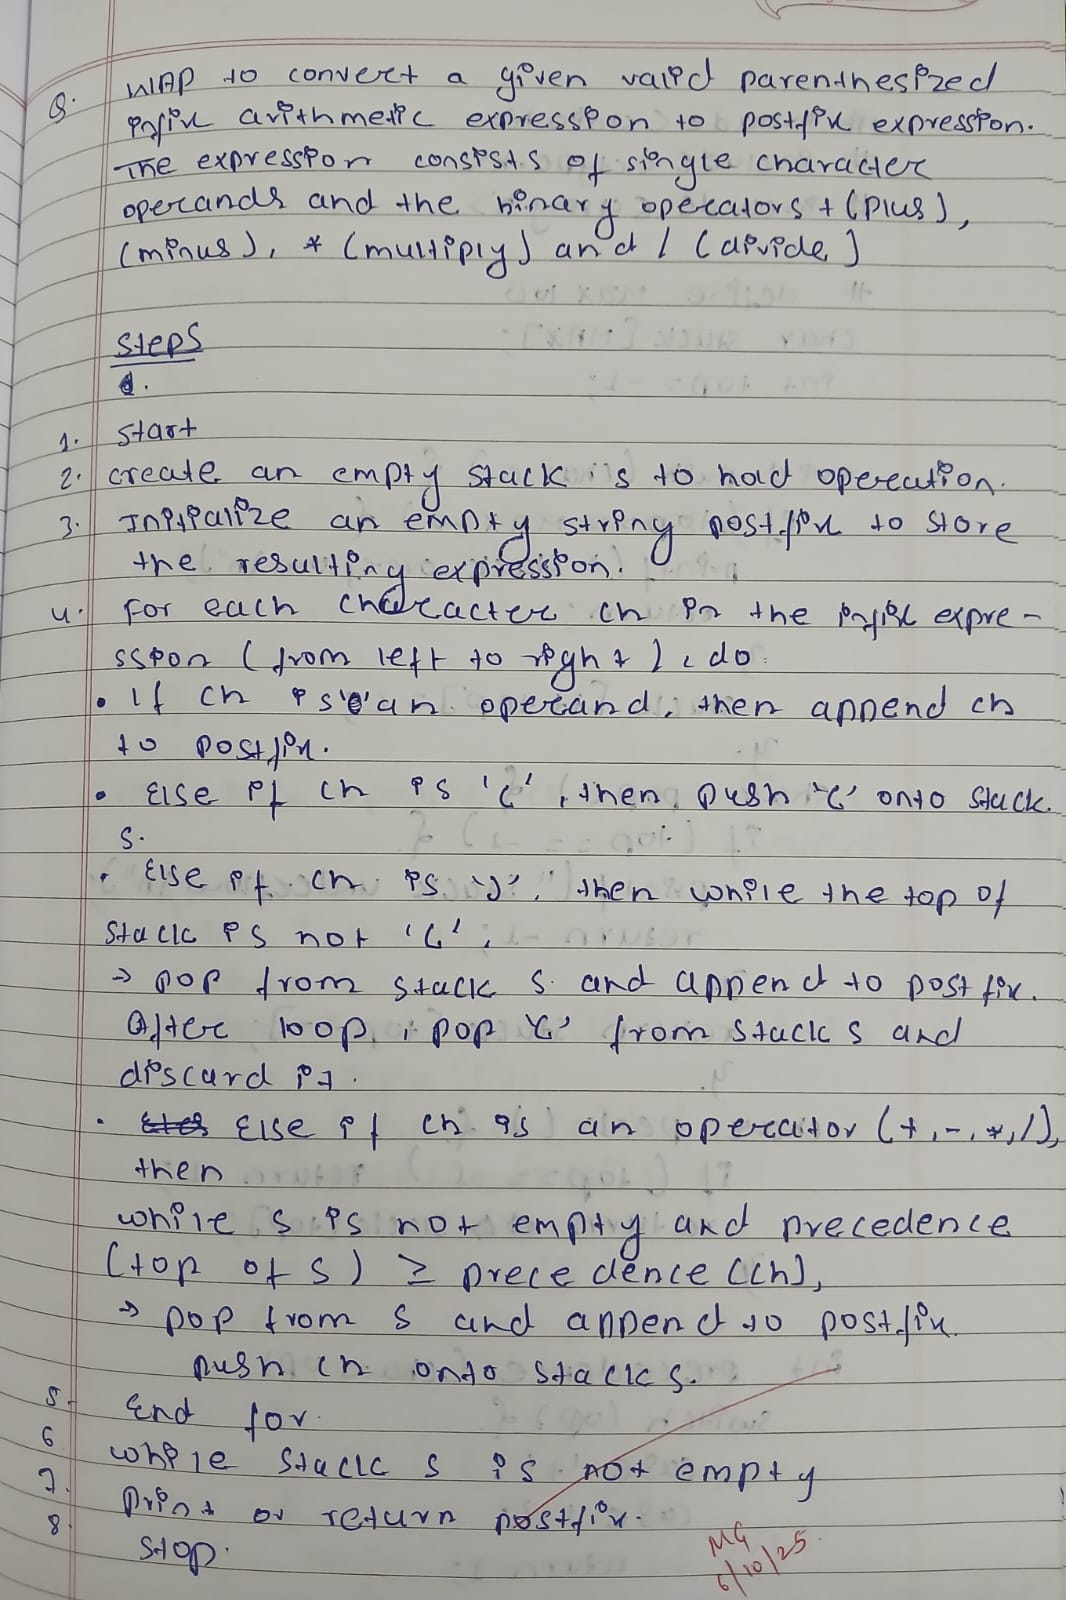 Q. WAP to convert a given valid parenthesized
infix arithmetic expression to postfix expression.
The expression consists of single character
operands and the binary operators + (plus),
(minus), * (multiply) and / (divide)
Steps
1.
1. Start
2. create an empty stack is to hod operation.
3. Initialize an empty string postfix to store
the resulting expression.
4. For each character ch in the infix expre-
ssion (from left to right), do
• If ch is an operand, then append ch
to postfix.
• Else if ch is '(', then push '(' onto stack
s.
• Else if ch is ')', then while the top of
stack is not '(',
→ pop from stack s and append to postfix.
After loop, pop '(' from stack s and
discard it.
• Else if ch is an operator (+,-,*,/),
then
while s is not empty and precedence
(top of s) ≥ precedence (ch),
→ pop from s and append to postfix.
push ch onto stack s.
5. End for
6 while stack s is not empty
7. Print or return postfix.
8. Stop.
MG
6/10/25